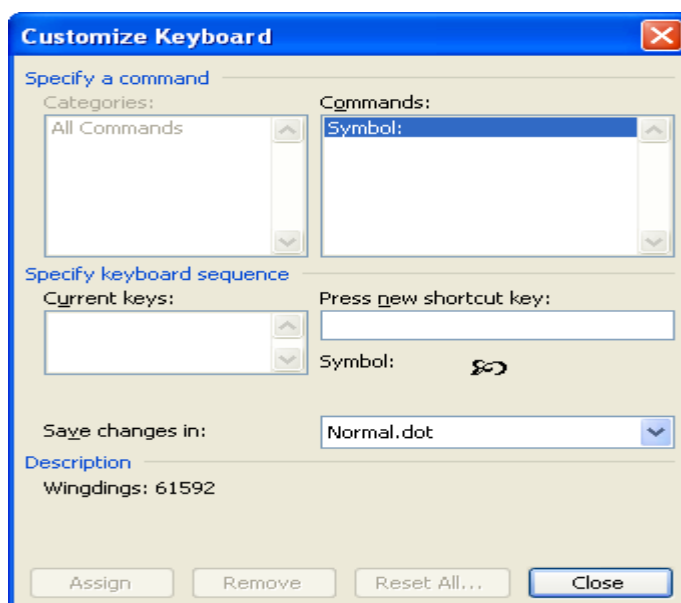 Customize Keyboard
Specify a command
Categories:
Commands:
All Commands
Symbol:
Specify keyboard sequence
Current keys:
Press new shortcut key:
Symbol:
Save changes in:
Normal.dot
Description
Wingdings: 61592
Assign
Remove
Reset All...
Close